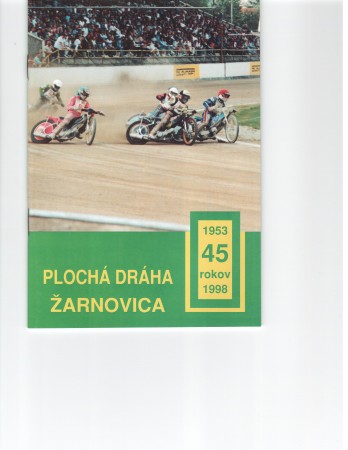 PLOCHÁ DRÁHA
ŽARNOVICA
1953
45
rokov
1998